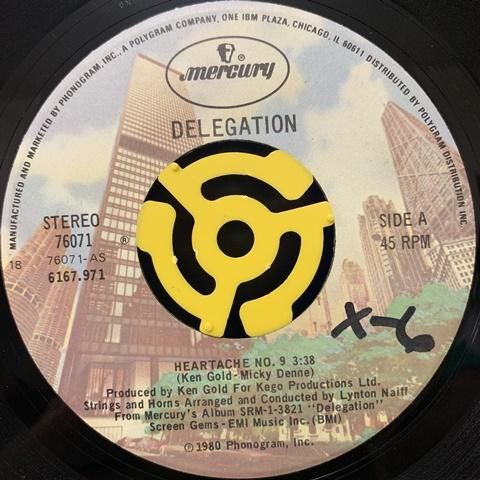 MANUFACTURED AND MARKETED BY PHONOGRAM, INC., A POLYGRAM COMPANY, ONE IBM PLAZA, CHICAGO, IL 60611 DISTRIBUTED BY POLYGRAM DISTRIBUTION, INC.
mercury
®
DELEGATION
STEREO
76071
18 76071-AS
6167.971
®
SIDE A
45 RPM
X-6
HEARTACHE NO. 9 3:38
(Ken Gold-Micky Denne)
Produced by Ken Gold For Kego Productions Ltd.
Strings and Horns Arranged and Conducted by Lynton Naiff
From Mercury's Album SRM-1-3821 "Delegation"
Screen Gems-EMI Music Inc. (BMI)
℗1980 Phonogram, Inc.